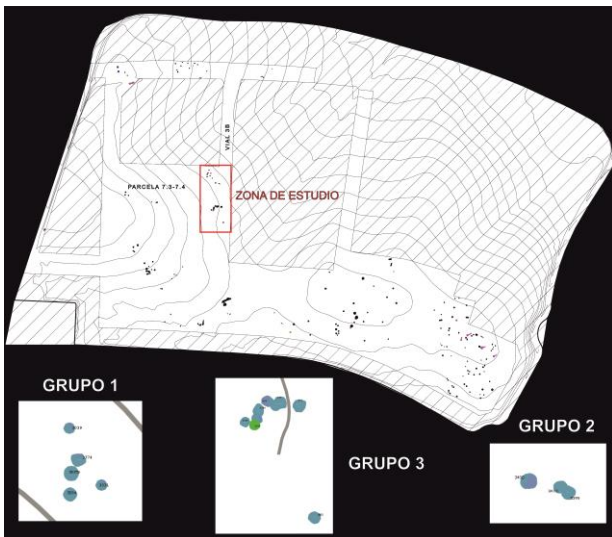 VIAL 3B
PARCELA 7.3-7.4
ZONA DE ESTUDIO
GRUPO 1
GRUPO 3
GRUPO 2